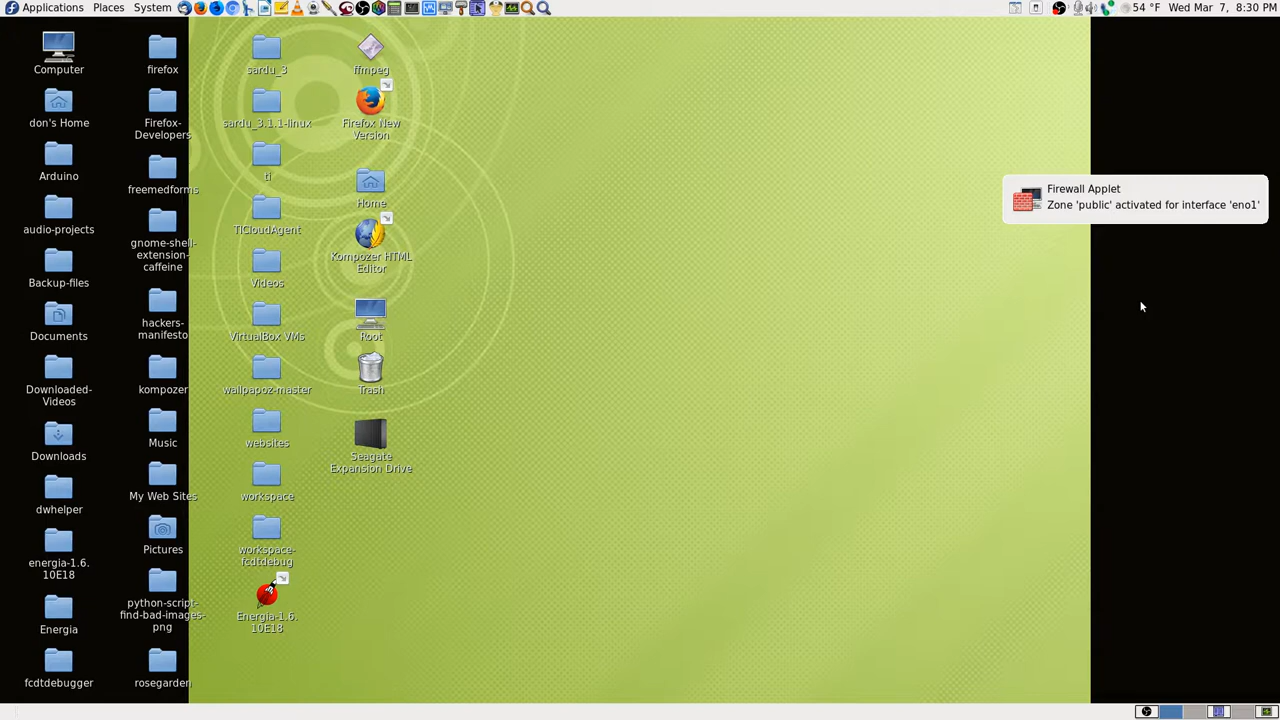 Applications Places System 54 °F Wed Mar 7, 8:30 PM
Computer
don's Home
Arduino
audio-projects
Backup-files
Documents
Downloaded-
Videos
Downloads
dwhelper
energia-1.6.
10E18
Energia
fcdtdebugger
firefox
Firefox-
Developers
freemedforms
gnome-shell-
extension-
caffeine
hackers-
manifesto
kompozer
Music
My Web Sites
Pictures
python-script-
find-bad-images-
png
rosegarden
sardu_3
sardu_3.1.1-linux
ti
TICloudAgent
Videos
VirtualBox VMs
wallpapoz-master
websites
workspace
workspace-
fcdtdebug
Energia-1.6.
10E18
ffmpeg
Firefox New
Version
Home
Kompozer HTML
Editor
Root
Trash
Seagate
Expansion Drive
Firewall Applet
Zone 'public' activated for interface 'eno1'